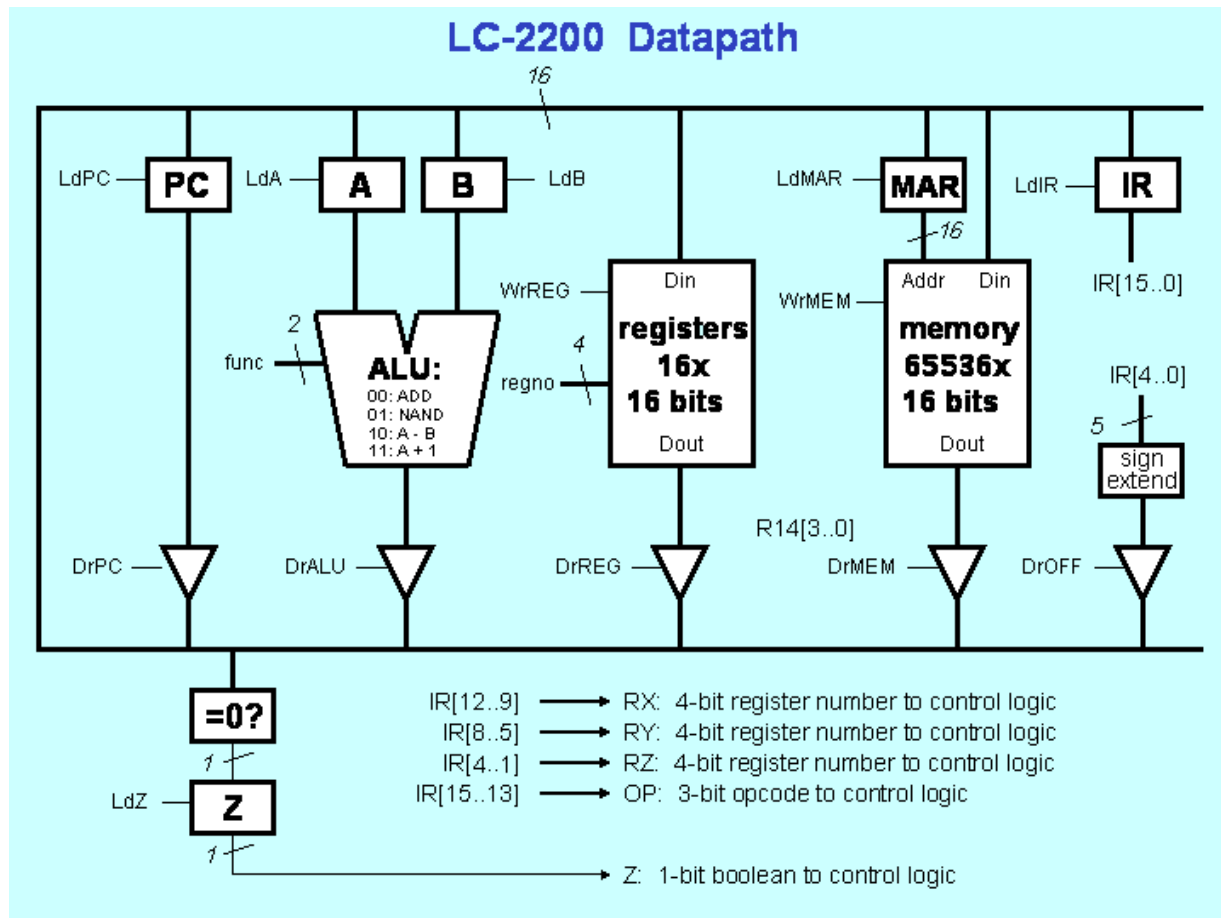 LC-2200 Datapath
16
LdPC
PC
LdA
A
B
LdB
LdMAR
MAR
LdIR
IR
16
WrREG
Din
registers
16x
16 bits
Dout
4
regno
WrMEM
Addr Din
memory
65536x
16 bits
Dout
IR[15..0]
2
func
ALU:
00: ADD
01: NAND
10: A - B
11: A + 1
IR[4..0]
5
sign
extend
R14[3..0]
DrPC
DrALU
DrREG
DrMEM
DrOFF
=0?
1
LdZ
Z
1
IR[12..9] RX: 4-bit register number to control logic
IR[8..5] RY: 4-bit register number to control logic
IR[4..1] RZ: 4-bit register number to control logic
IR[15..13] OP: 3-bit opcode to control logic
Z: 1-bit boolean to control logic